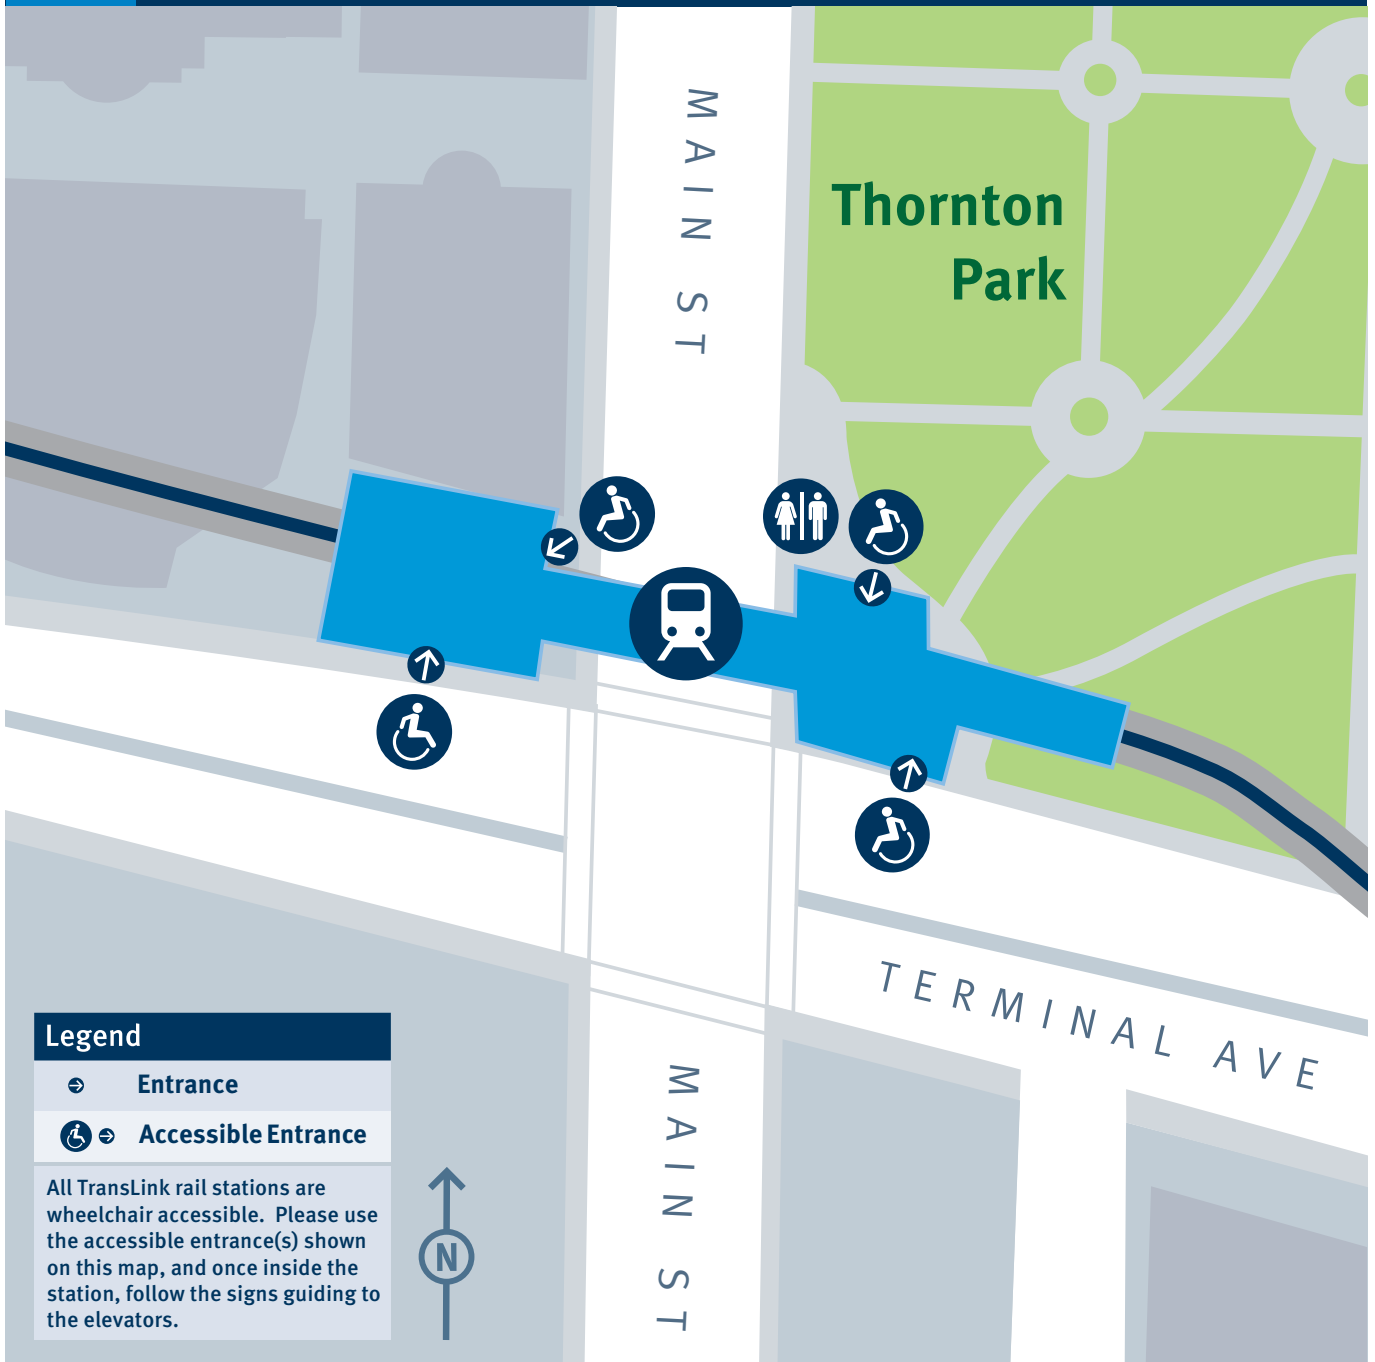 MAIN ST
Thornton
Park
TERMINAL AVE
MAIN ST
Legend
Entrance
Accessible Entrance
All TransLink rail stations are
wheelchair accessible. Please use
the accessible entrance(s) shown
on this map, and once inside the
station, follow the signs guiding to
the elevators.
N